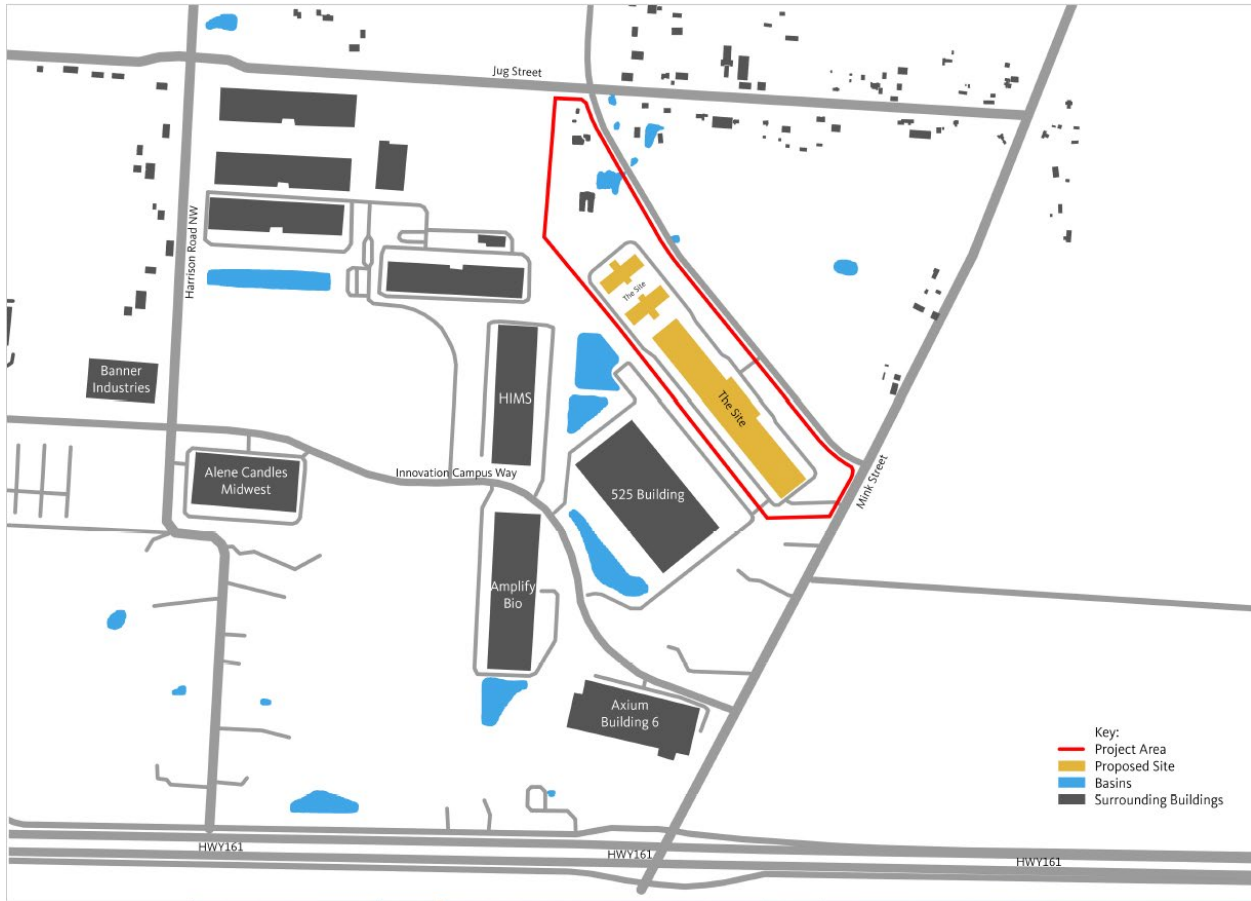 Jug Street
Harrison Road NW
The Site
Banner
Industries
HIMS
The Site
Alene Candles
Midwest
Innovation Campus Way
525 Building
Mink Street
Amplify
Bio
Axium
Building 6
Key:
Project Area
Proposed Site
Basins
Surrounding Buildings
HWY161
HWY161
HWY161